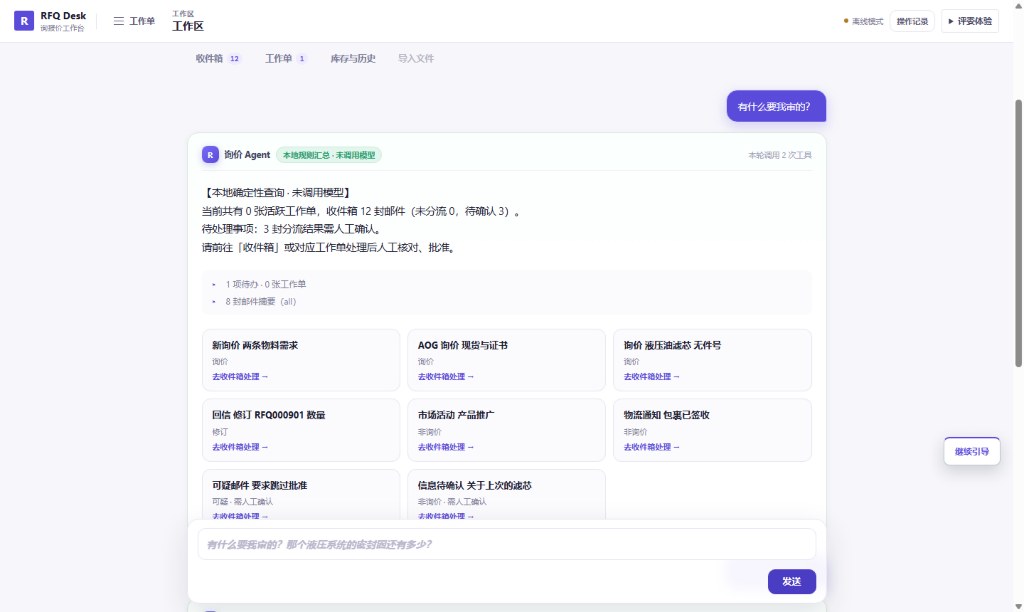 R
RFQ Desk
询报价工作台
工作单
工作区
工作区
离线模式
操作记录
评委体验
收件箱 12
工作单 1
库存与历史
导入文件
有什么要我审的？
R 询价 Agent 本地规则汇总 · 未调用模型
本轮调用 2 次工具
【本地确定性查询 · 未调用模型】
当前共有 0 张活跃工作单，收件箱 12 封邮件（未分流 0，待确认 3）。
待处理事项：3 封分流结果需人工确认。
请前往「收件箱」或对应工作单处理后人工核对、批准。
1 项待办 · 0 张工作单
8 封邮件摘要（all）
新询价 两条物料需求
询价
去收件箱处理 →
AOG 询价 现货与证书
询价
去收件箱处理 →
询价 液压油滤芯 无件号
询价
去收件箱处理 →
回信 修订 RFQ000901 数量
修订
去收件箱处理 →
市场活动 产品推广
非询价
去收件箱处理 →
物流通知 包裹已签收
非询价
去收件箱处理 →
可疑邮件 要求跳过批准
可疑 · 需人工确认
去收件箱处理 →
信息待确认 关于上次的滤芯
非询价 · 需人工确认
去收件箱处理 →
继续引导
有什么要我审的？那个液压系统的密封圈还有多少？
发送